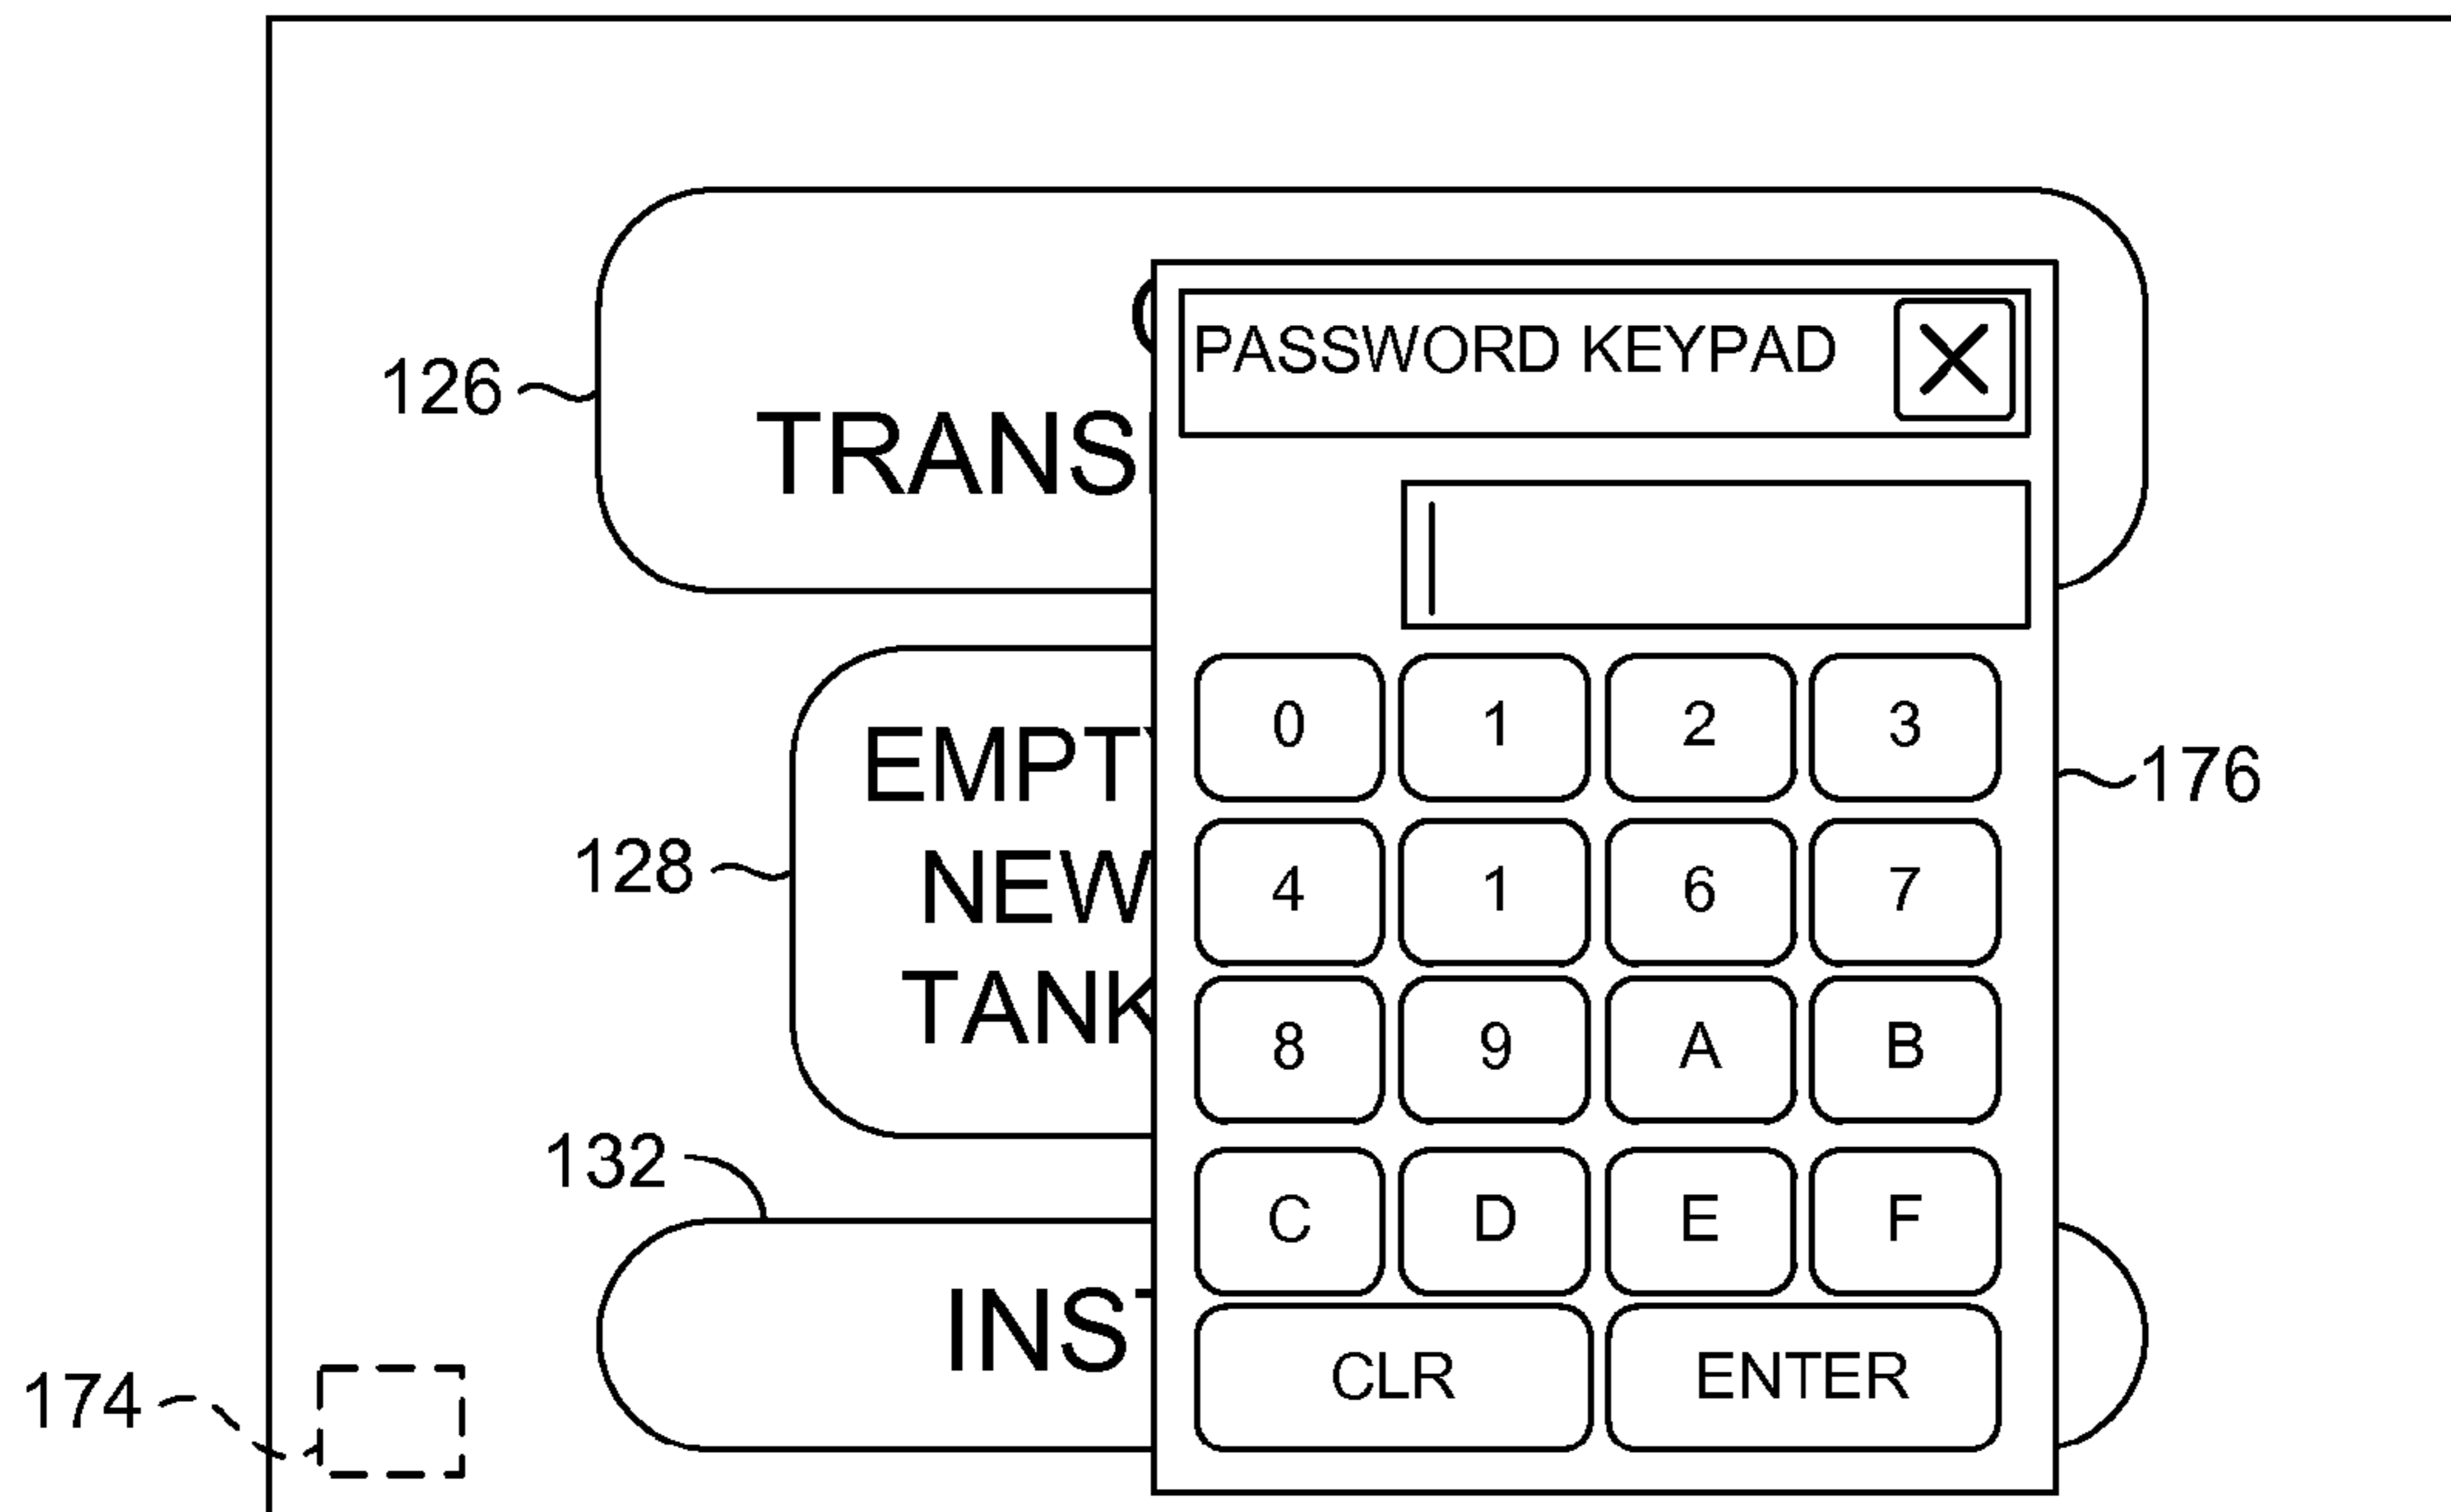 PASSWORD KEYPAD X
126
TRANS
0 1 2 3
EMPTY
176
4 1 6 7
128
NEW
8 9 A B
TANK
132
C D E F
INST
CLR ENTER
174